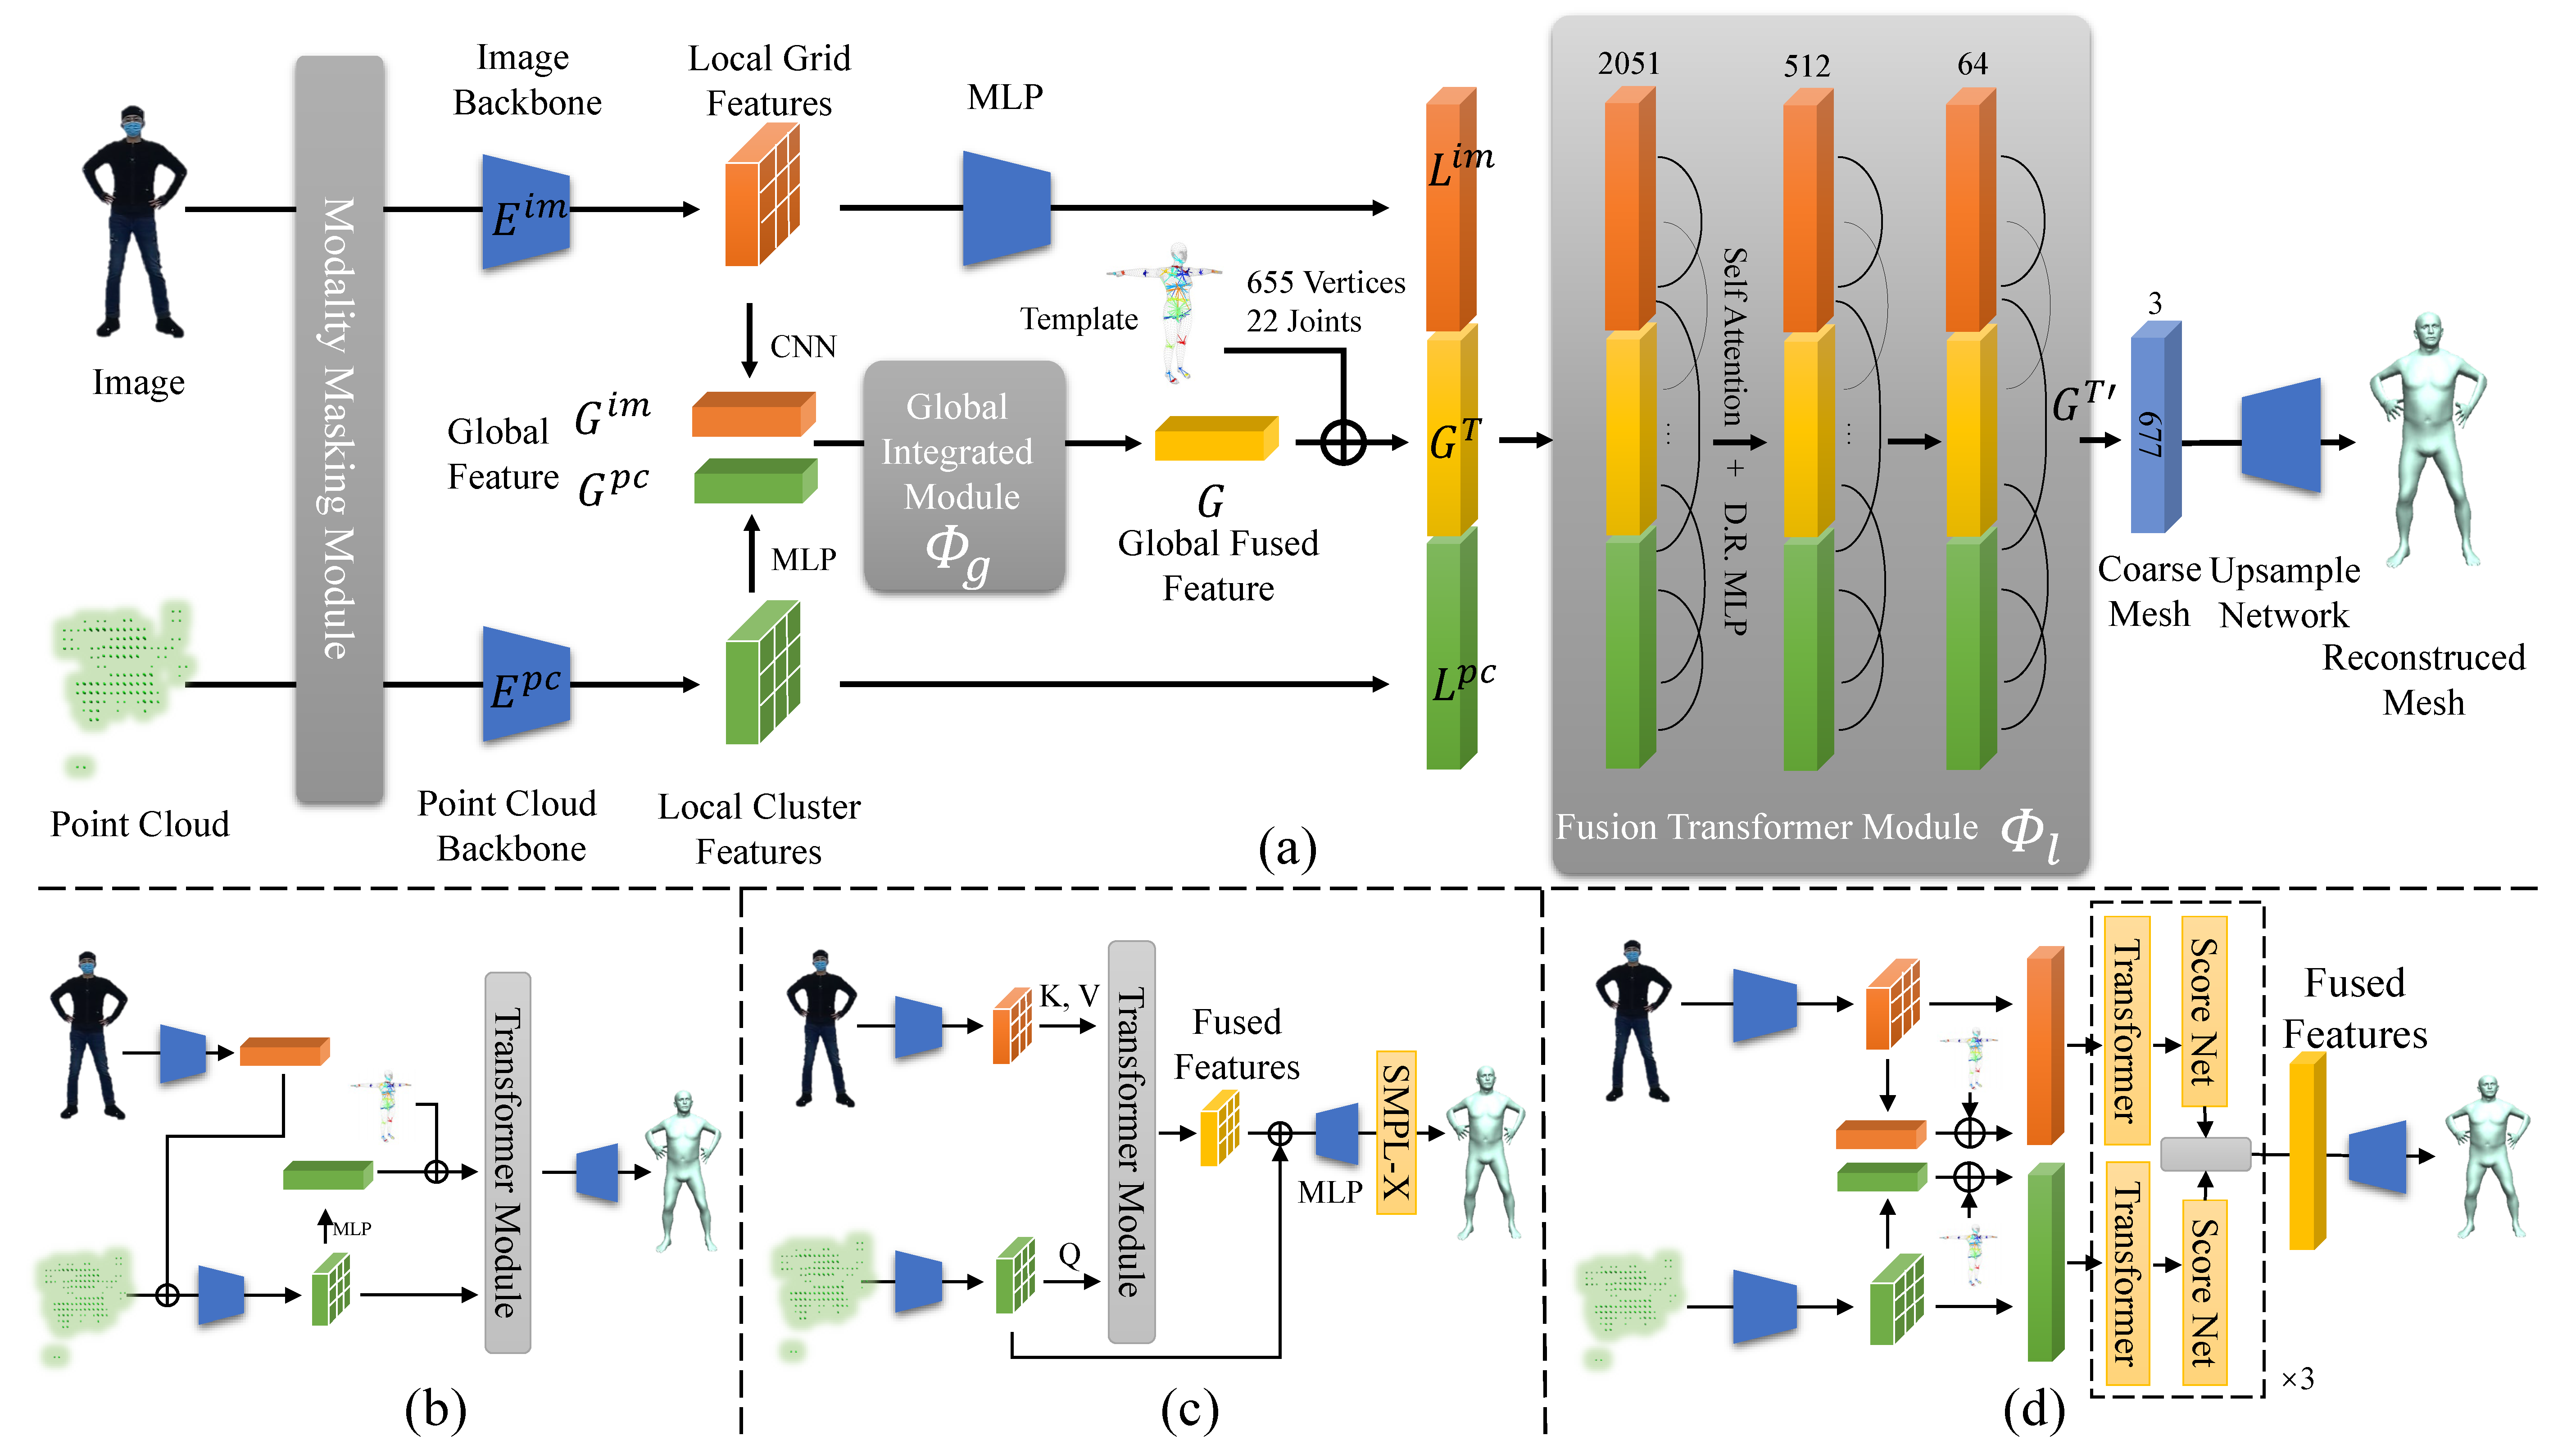 Image
Backbone
Local Grid
Features
MLP
2051
512
64
Modality Masking Module
E^{im}
L^{im}
Image
Template
655 Vertices
22 Joints
CNN
Global
Feature
G^{im}
G^{pc}
Global
Integrated
Module
Φ_g
G
Global Fused
Feature
G^T
Self Attention + D.R. MLP
...
...
G^{T'}
3
677
Coarse
Mesh
Upsample
Network
Reconstruced
Mesh
MLP
E^{pc}
L^{pc}
Point Cloud
Point Cloud
Backbone
Local Cluster
Features
Fusion Transformer Module Φ_l
(a)
MLP
Transformer Module
(b)
K, V
Q
Transformer Module
Fused
Features
MLP
SMPL-X
(c)
Transformer
Score Net
Transformer
Score Net
×3
Fused
Features
(d)